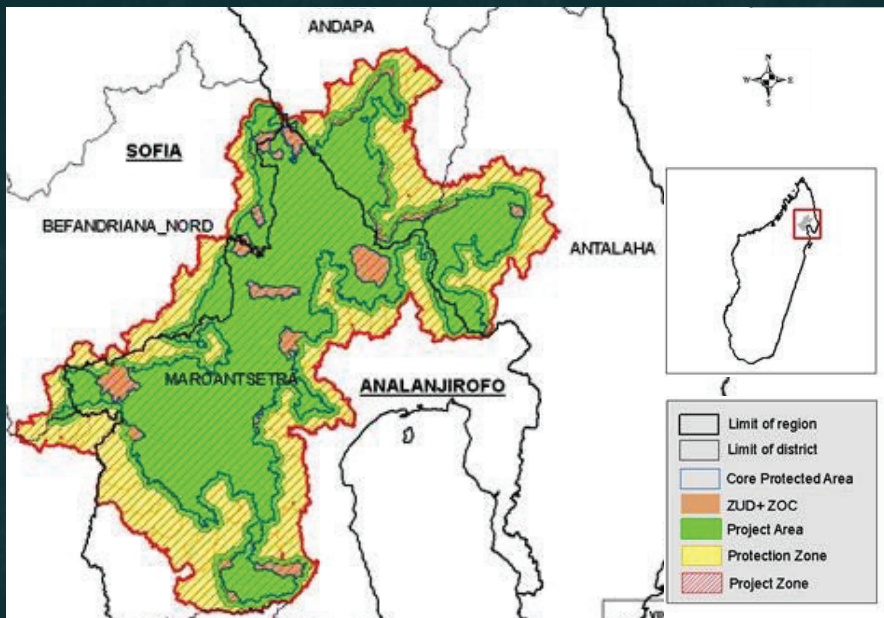 ANDAPA
N
W E
S
SOFIA
BEFANDRIANA_NORD
ANTALAHA
MAROANTSETRA
ANALANJIROFO
Limit of region
Limit of district
Core Protected Area
ZUD+ ZOC
Project Area
Protection Zone
Project Zone